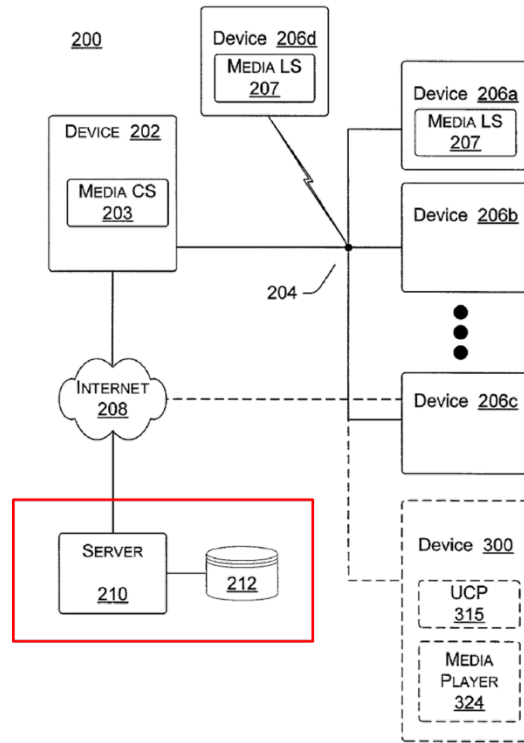 200
Device 206d
MEDIA LS
207
DEVICE 202
MEDIA CS
203
Device 206a
MEDIA LS
207
Device 206b
204
INTERNET
208
Device 206c
SERVER
210
212
Device 300
UCP
315
MEDIA
PLAYER
324